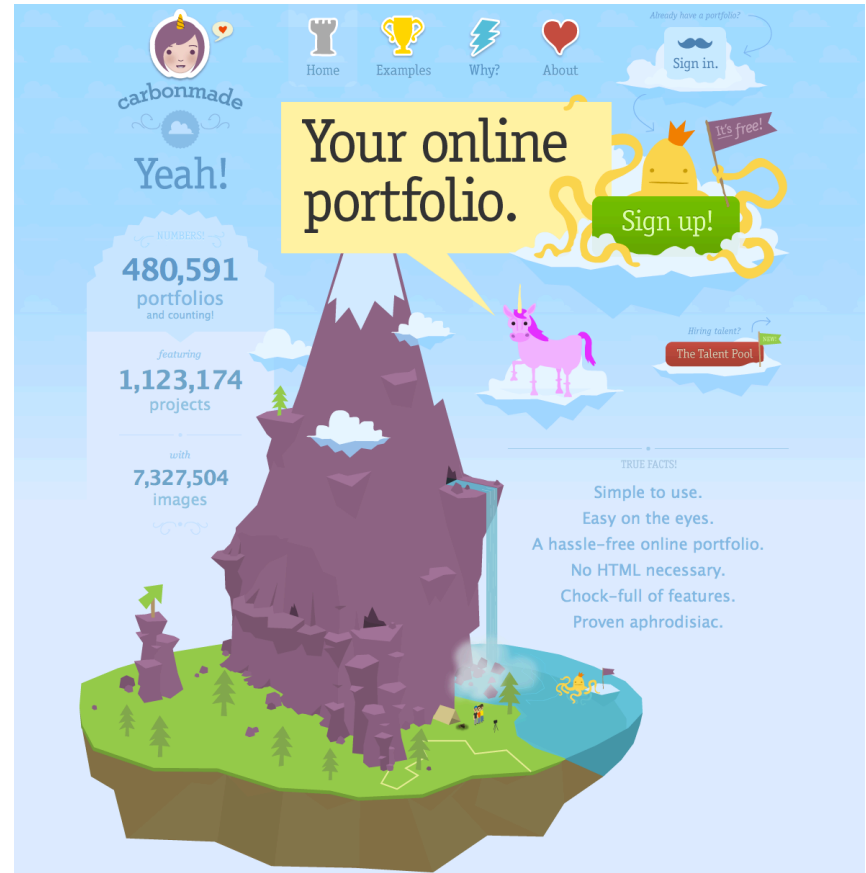 carbonmade
Yeah!
Home
Examples
Why?
About
Already have a portfolio?
Sign in.
Your online
portfolio.
It's free!
Sign up!
NUMBERS!
480,591
portfolios
and counting!
featuring
1,123,174
projects
with
7,327,504
images
Hiring talent?
NOW!
The Talent Pool
TRUE FACTS!
Simple to use.
Easy on the eyes.
A hassle-free online portfolio.
No HTML necessary.
Chock-full of features.
Proven aphrodisiac.